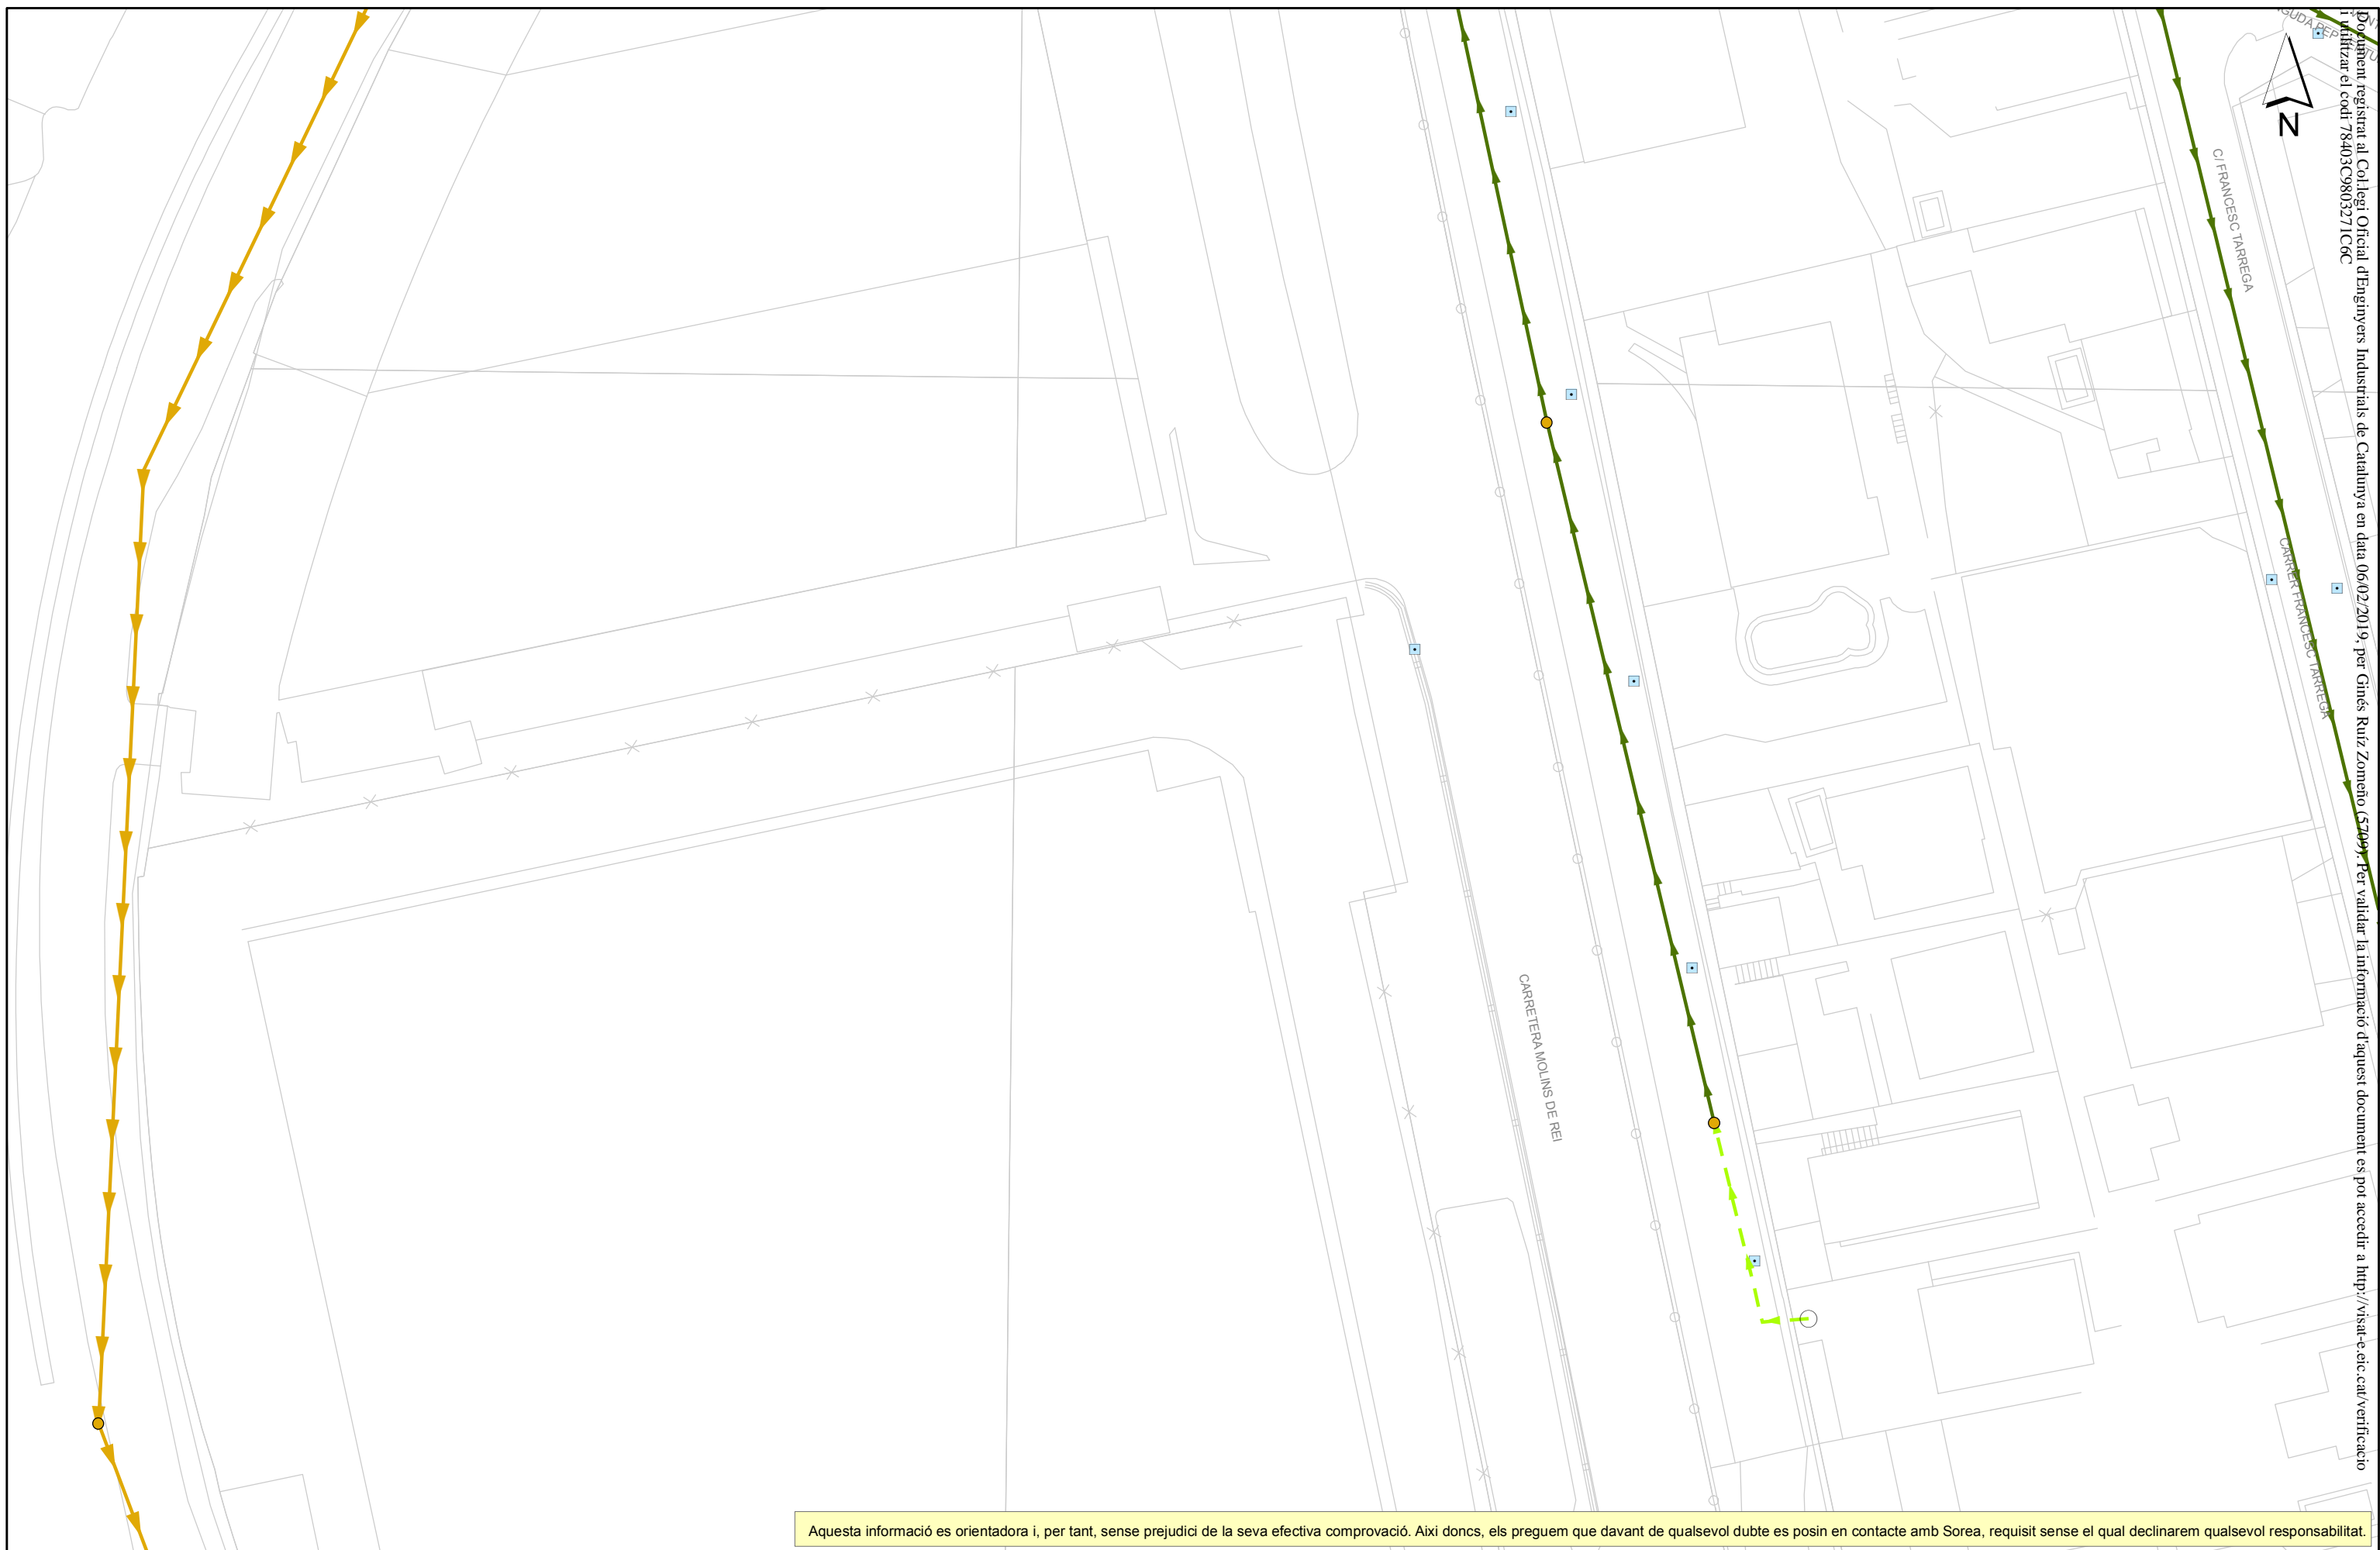 Document registrat al Col·legi Oficial d'Enginyers Industrials de Catalunya en data 06/02/2019, per Ginés Ruíz Zomeño (5709). Per validar la informació d'aquest document es pot accedir a http://visat-e.eic.cat/verificacio
i utilitzar el codi 78403C9803271C6C
N
C/ FRANCESC TARREGA
CARRER FRANCESC TARREGA
CARRETERA MOLINS DE REI
Aquesta informació es orientadora i, per tant, sense prejudici de la seva efectiva comprovació. Aixi doncs, els preguem que davant de qualsevol dubte es posin en contacte amb Sorea, requisit sense el qual declinarem qualsevol responsabilitat.